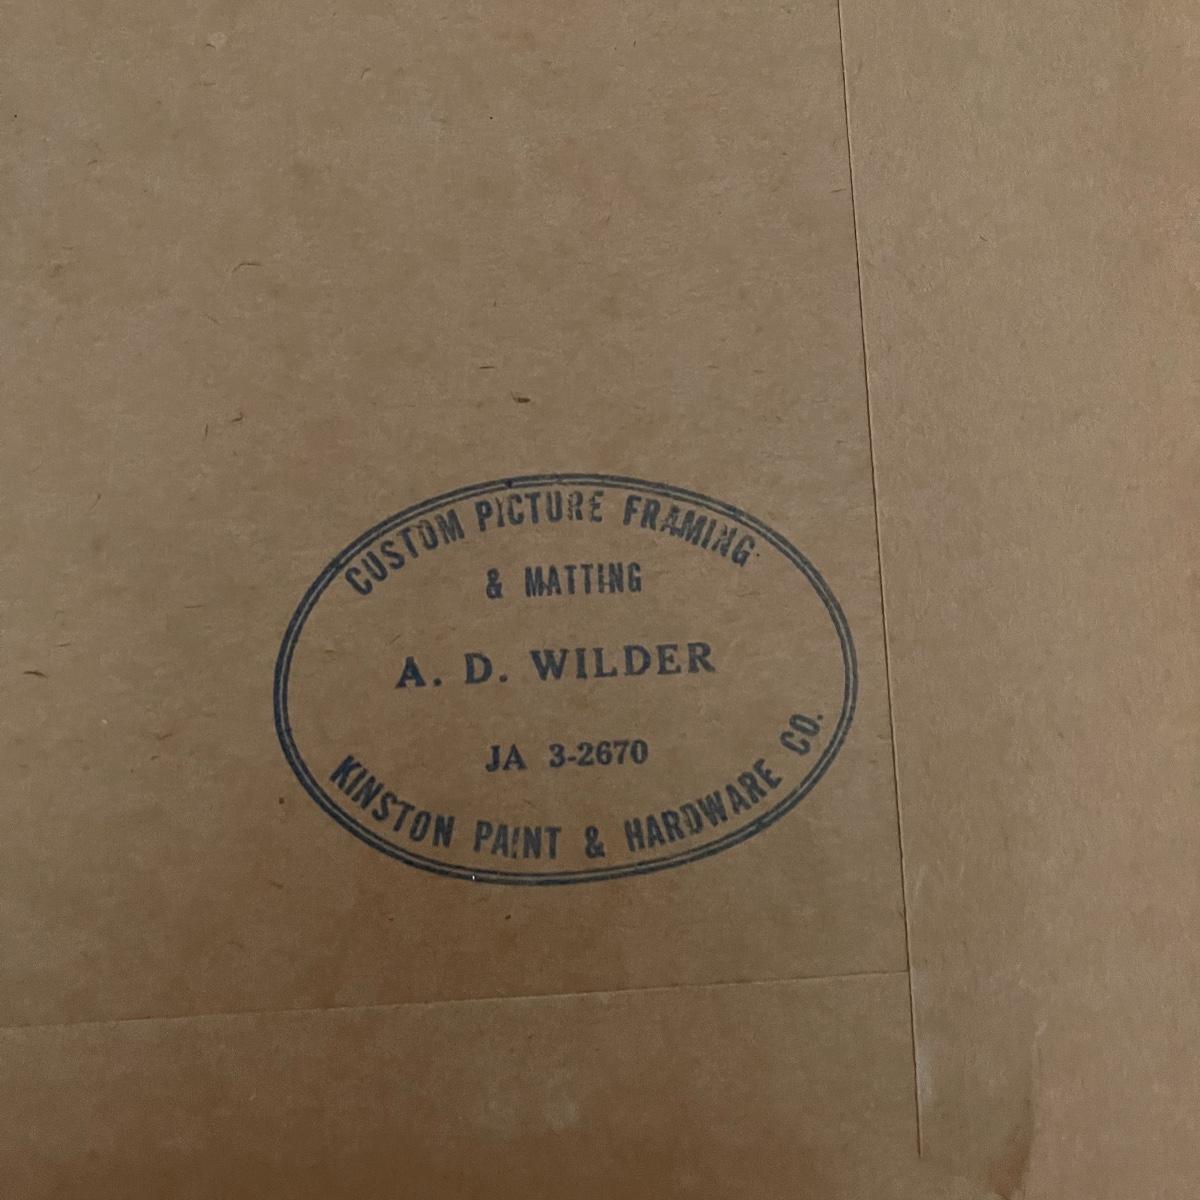 CUSTOM PICTURE FRAMING
& MATTING
A. D. WILDER
JA 3-2670
KINSTON PAINT & HARDWARE CO.